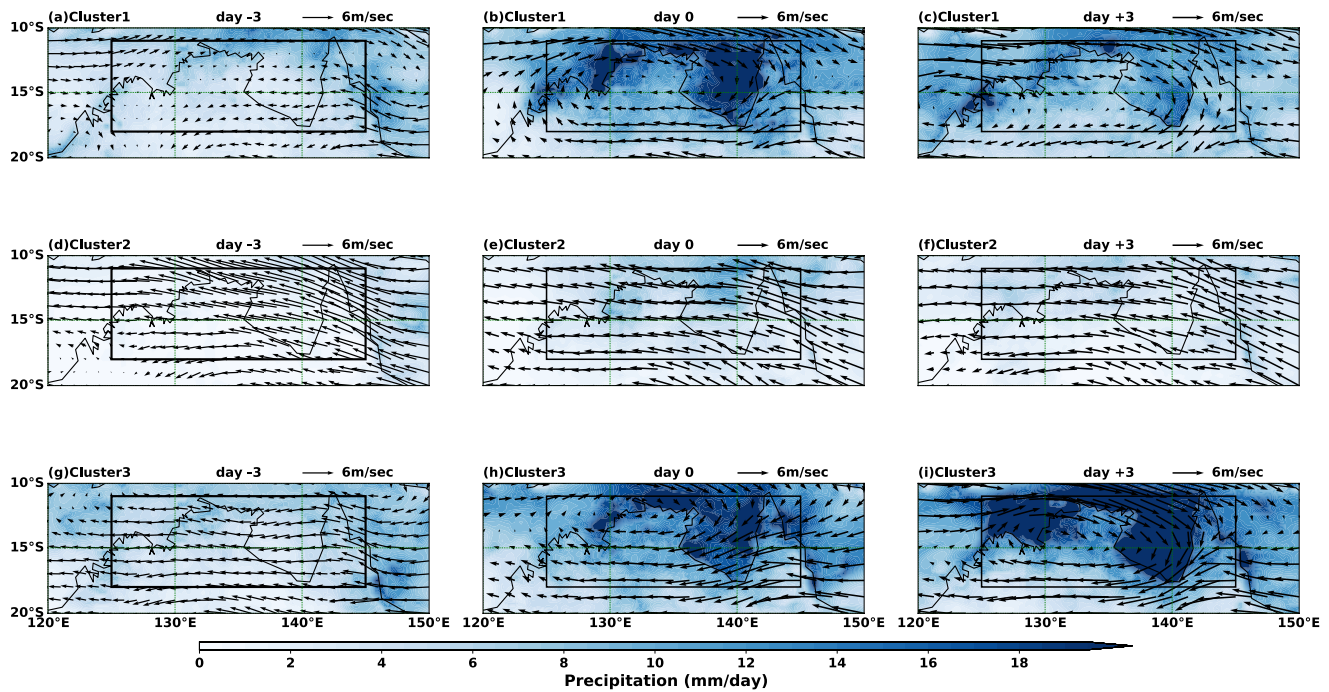 (a)Cluster1 day -3 6m/sec (b)Cluster1 day 0 6m/sec (c)Cluster1 day +3 6m/sec
10°S
15°S
20°S
(d)Cluster2 day -3 6m/sec (e)Cluster2 day 0 6m/sec (f)Cluster2 day +3 6m/sec
10°S
15°S
20°S
(g)Cluster3 day -3 6m/sec (h)Cluster3 day 0 6m/sec (i)Cluster3 day +3 6m/sec
10°S
15°S
20°S
120°E 130°E 140°E 150°E 120°E 130°E 140°E 150°E 120°E 130°E 140°E 150°E
0 2 4 6 8 10 12 14 16 18
Precipitation (mm/day)